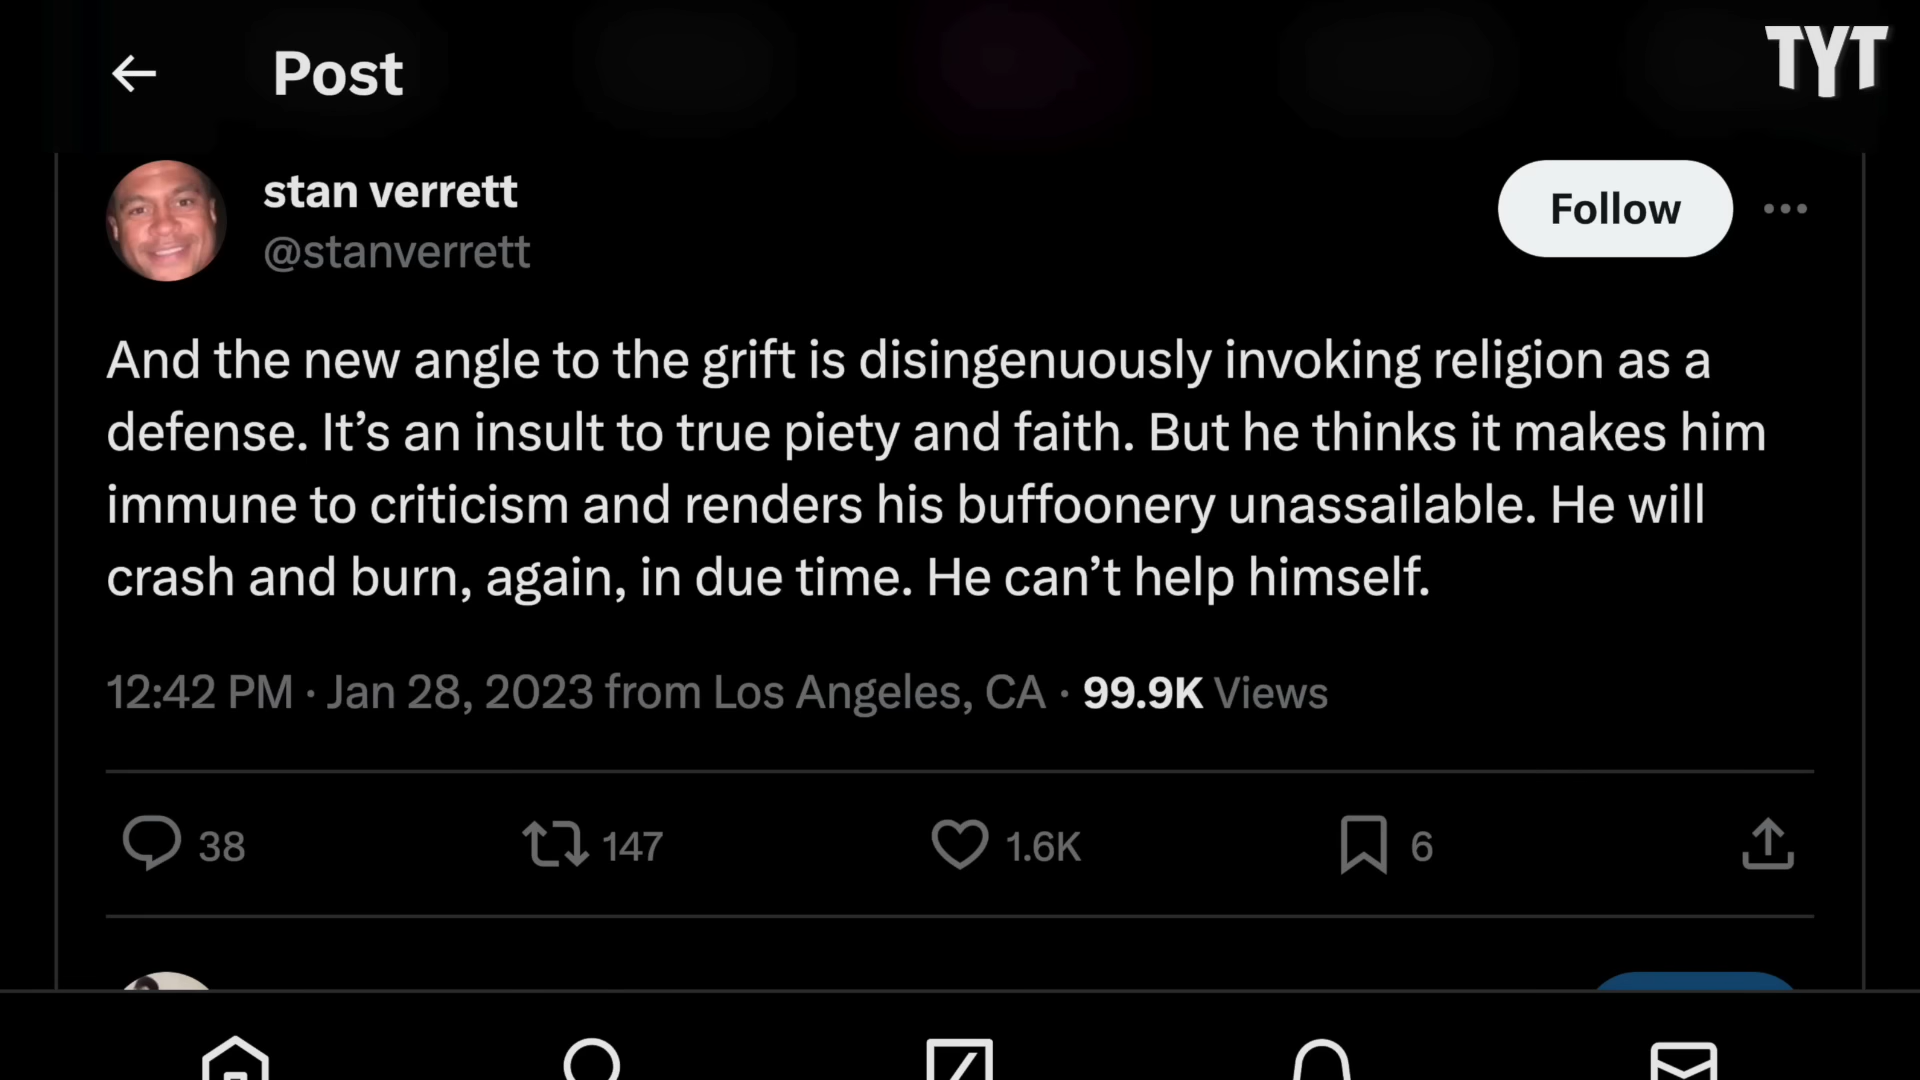 Post
TYT
stan verrett
@stanverrett
Follow
And the new angle to the grift is disingenuously invoking religion as a
defense. It’s an insult to true piety and faith. But he thinks it makes him
immune to criticism and renders his buffoonery unassailable. He will
crash and burn, again, in due time. He can’t help himself.
12:42 PM · Jan 28, 2023 from Los Angeles, CA · 99.9K Views
38 147 1.6K 6